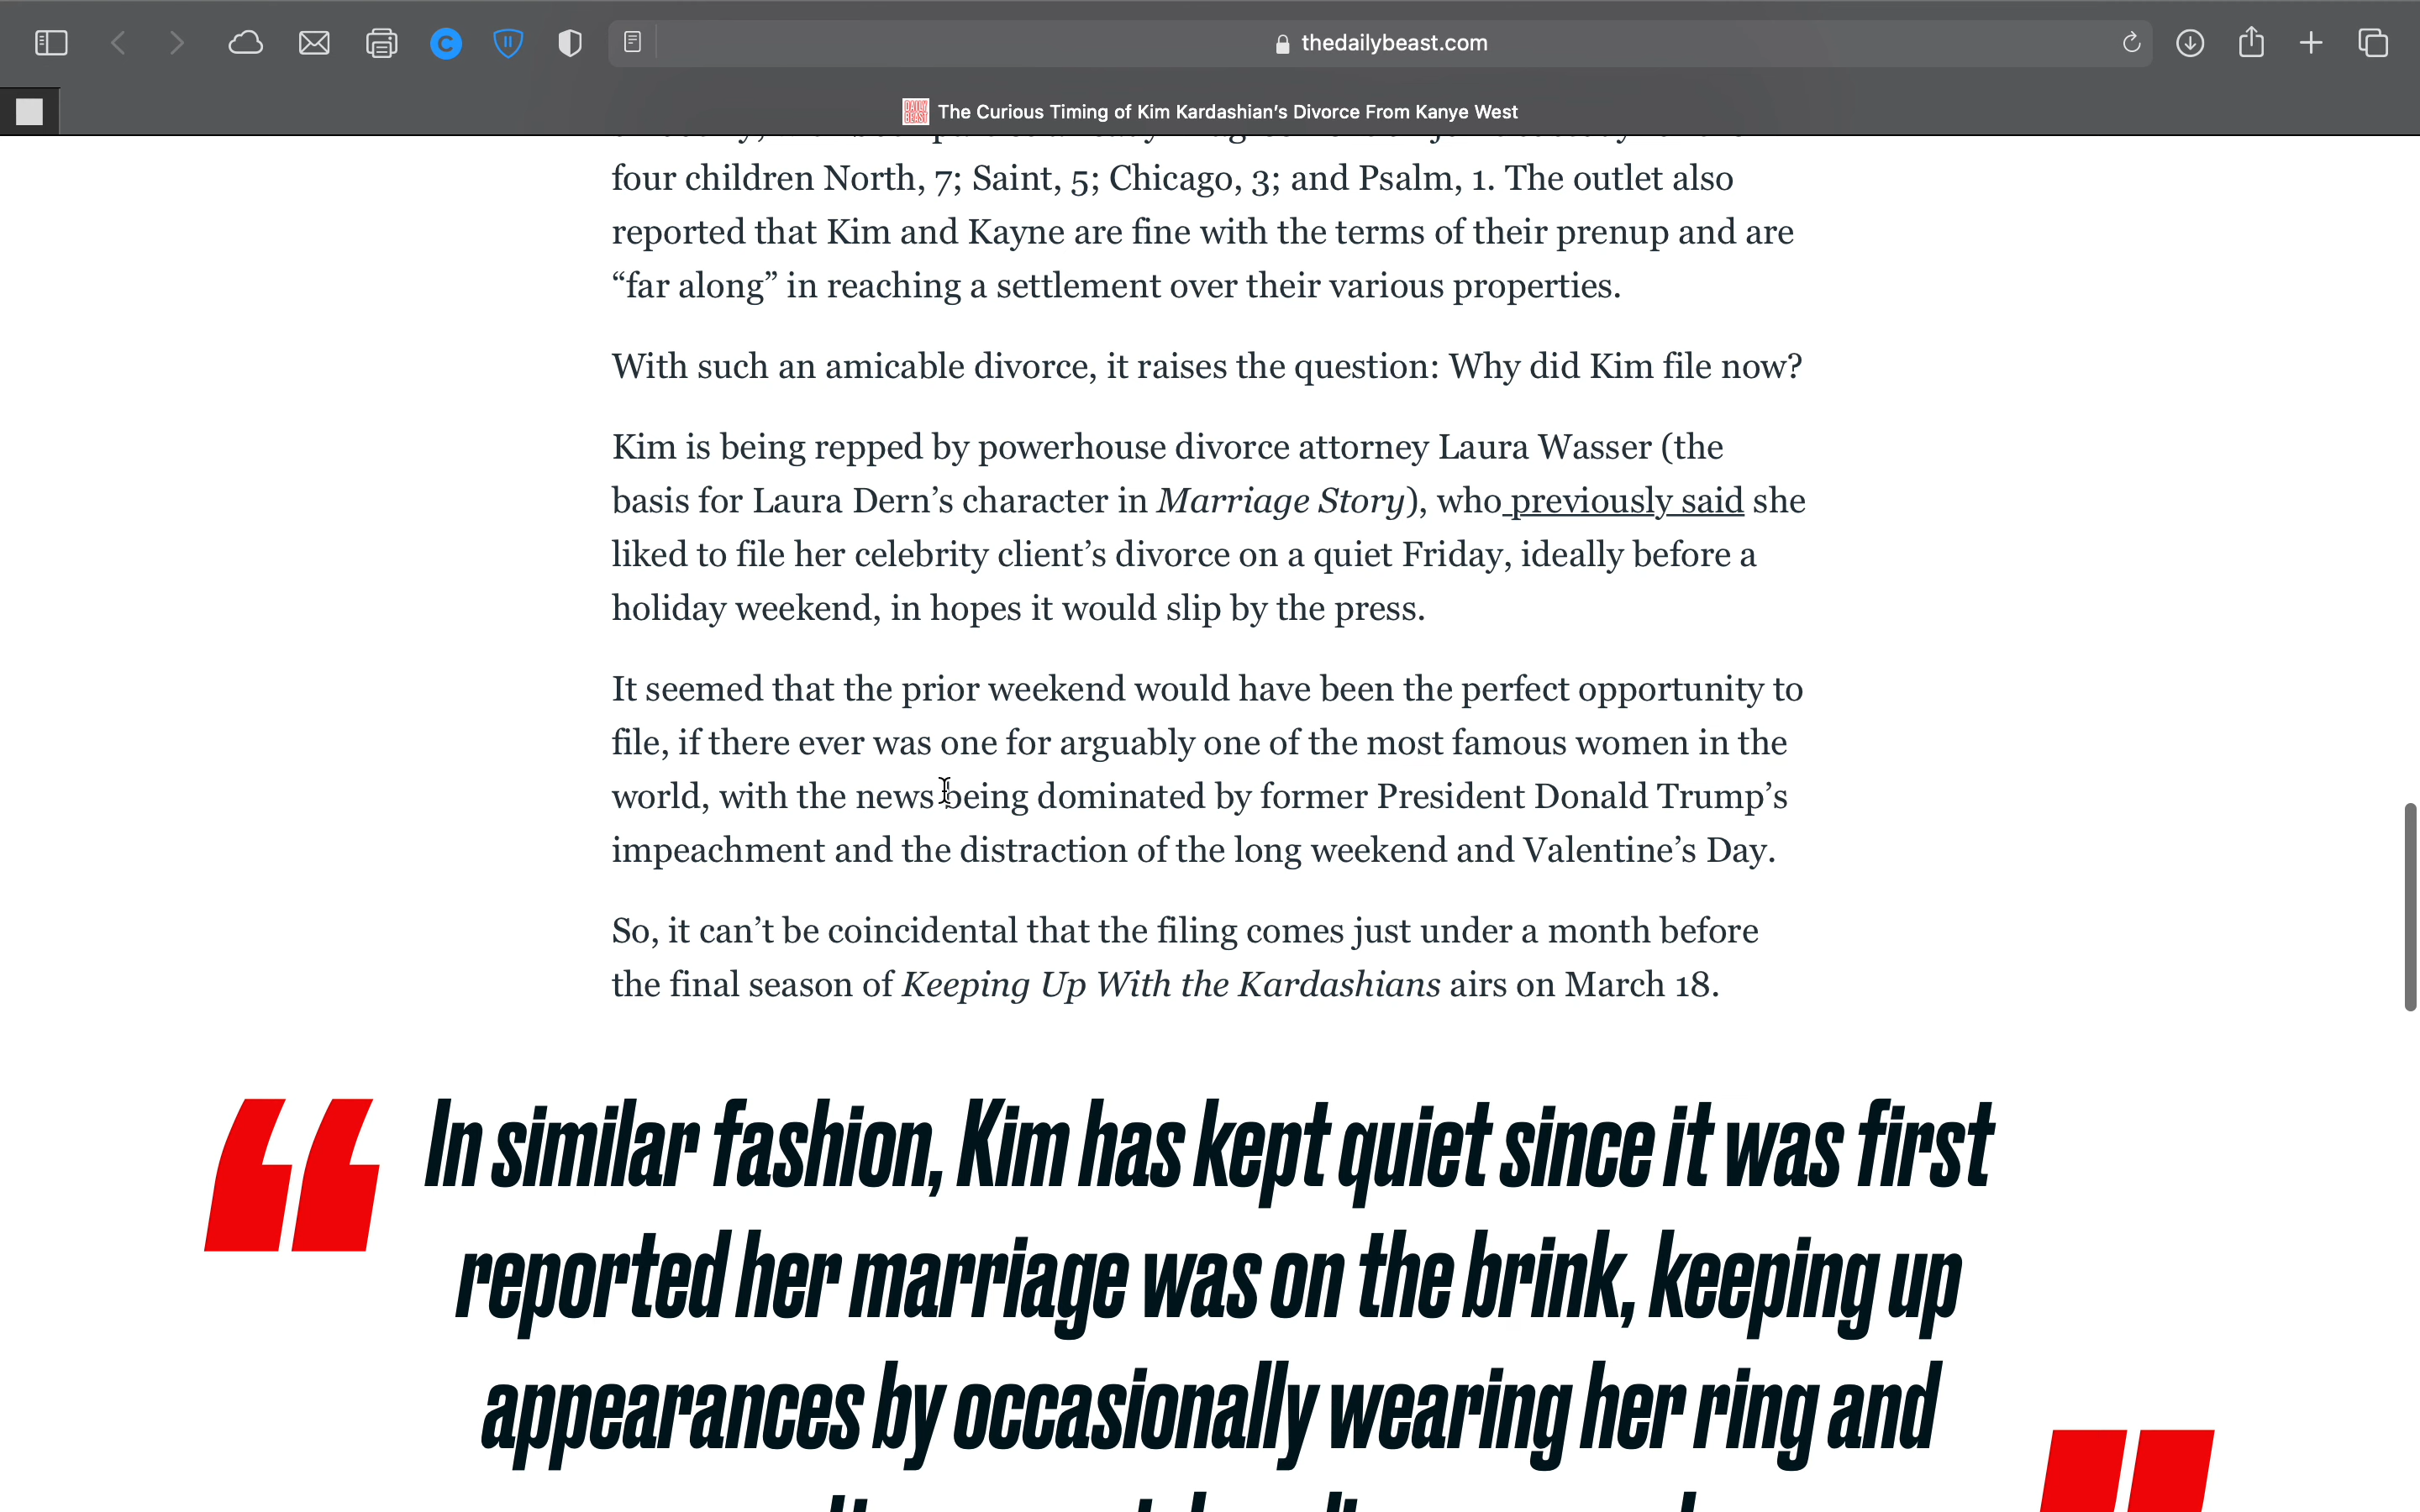 thedailybeast.com
DAILY BEAST
The Curious Timing of Kim Kardashian's Divorce From Kanye West
four children North, 7; Saint, 5; Chicago, 3; and Psalm, 1. The outlet also
reported that Kim and Kayne are fine with the terms of their prenup and are
“far along” in reaching a settlement over their various properties.
With such an amicable divorce, it raises the question: Why did Kim file now?
Kim is being repped by powerhouse divorce attorney Laura Wasser (the
basis for Laura Dern’s character in Marriage Story), who previously said she
liked to file her celebrity client’s divorce on a quiet Friday, ideally before a
holiday weekend, in hopes it would slip by the press.
It seemed that the prior weekend would have been the perfect opportunity to
file, if there ever was one for arguably one of the most famous women in the
world, with the news being dominated by former President Donald Trump’s
impeachment and the distraction of the long weekend and Valentine’s Day.
So, it can’t be coincidental that the filing comes just under a month before
the final season of Keeping Up With the Kardashians airs on March 18.
“In similar fashion, Kim has kept quiet since it was first
reported her marriage was on the brink, keeping up
appearances by occasionally wearing her ring and